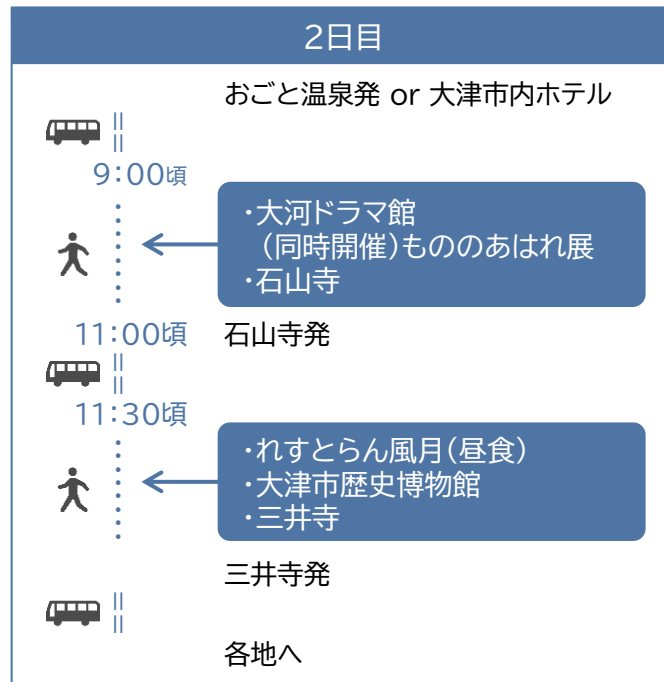 2日目
おごと温泉発 or 大津市内ホテル
9:00頃
・大河ドラマ館
(同時開催)もののあはれ展
・石山寺
11:00頃 石山寺発
11:30頃
・れすとらん風月(昼食)
・大津市歴史博物館
・三井寺
三井寺発
各地へ